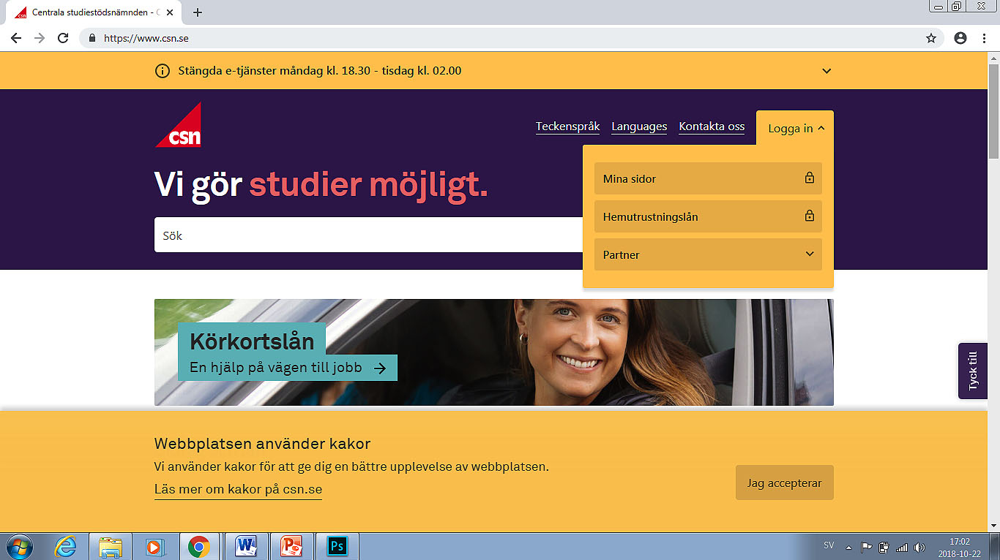 Centrala studiestödsnämnden - C
https://www.csn.se
Stängda e-tjänster måndag kl. 18.30 - tisdag kl. 02.00
csn
Teckenspråk Languages Kontakta oss Logga in
Mina sidor
Hemutrustningslån
Partner
Vi gör studier möjligt.
Sök
Körkortslån
En hjälp på vägen till jobb
Tyck till
Webbplatsen använder kakor
Vi använder kakor för att ge dig en bättre upplevelse av webbplatsen.
Läs mer om kakor på csn.se
Jag accepterar
W P Ps SV 17:02
2018-10-22